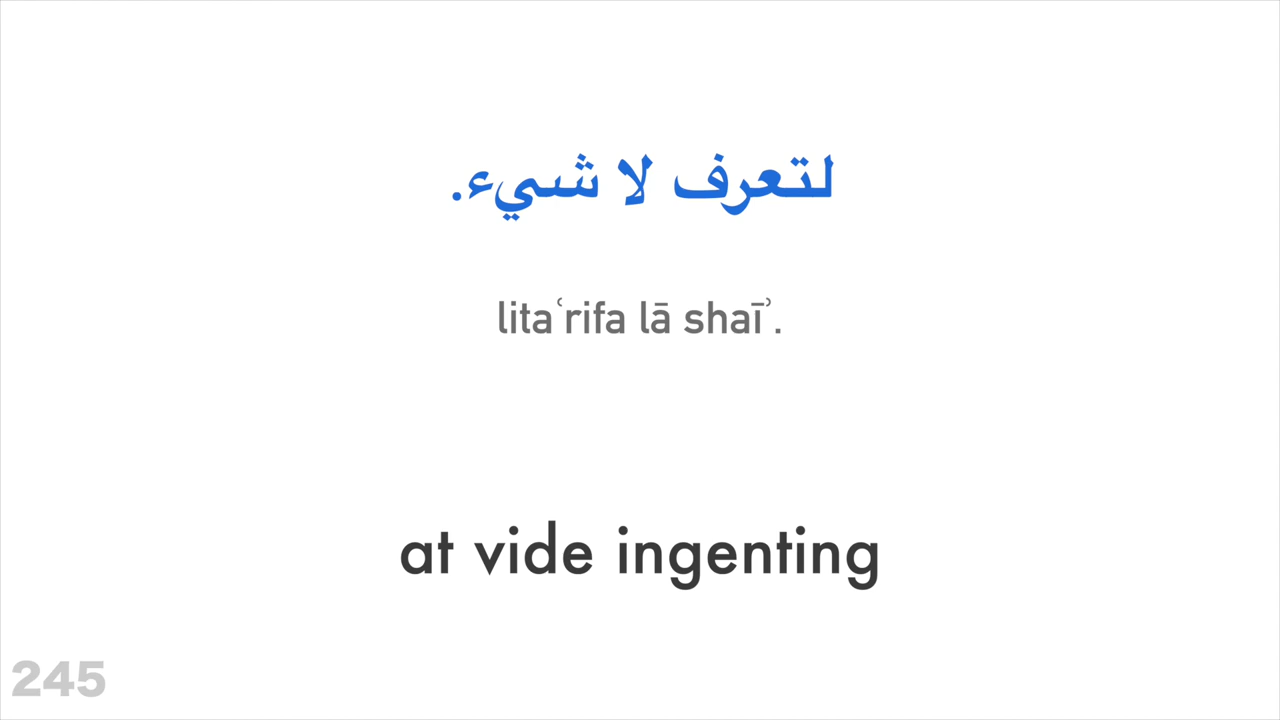 لتعرف لا شيء.
litaʿrifa lā shaīʾ.
at vide ingenting
245